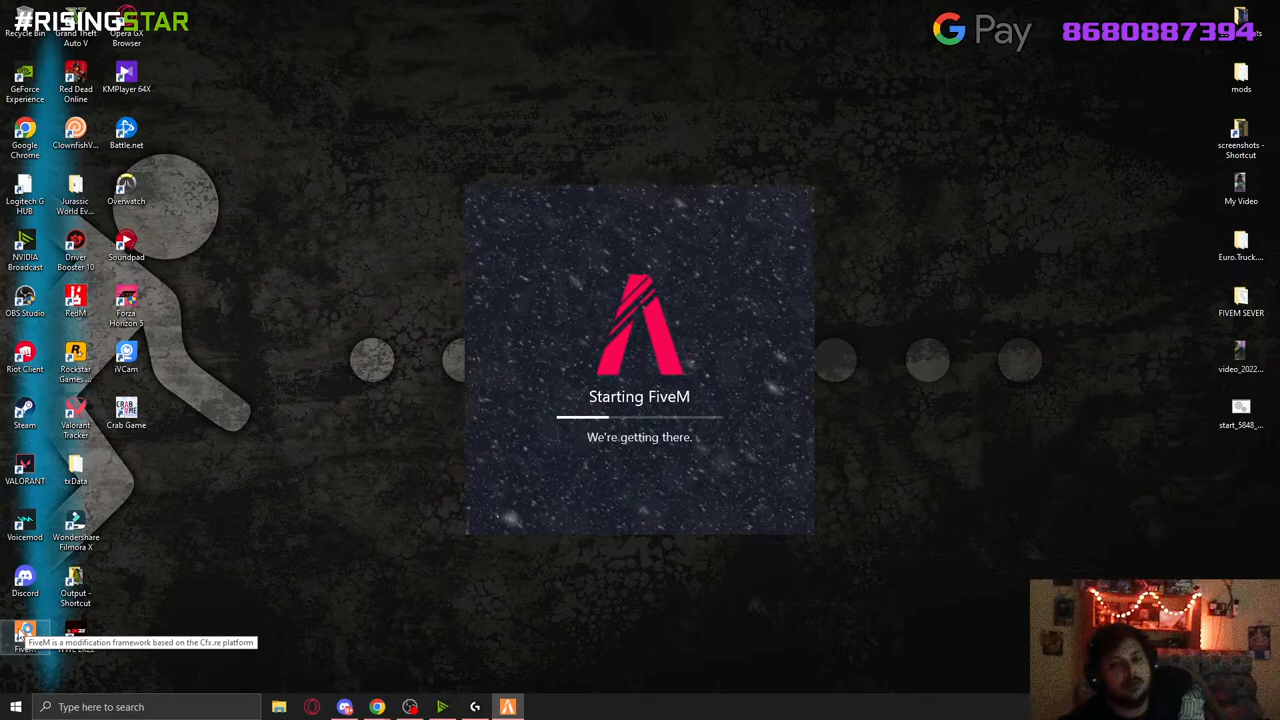 #RISINGSTAR
G Pay
8680887394
Recycle Bin
Grand Theft
Auto V
Opera GX
Browser
GeForce
Experience
Red Dead
Online
KMPlayer 64X
mods
Google
Chrome
ClownfishV...
Battle.net
screenshots -
Shortcut
Logitech G
HUB
Jurassic
World Ev...
Overwatch
My Video
NVIDIA
Broadcast
Driver
Booster 10
Soundpad
Euro.Truck....
OBS Studio
RedM
Forza
Horizon 5
FIVEM SEVER
Riot Client
Rockstar
Games ...
iVCam
video_2022...
Steam
Valorant
Tracker
Crab Game
start_5848_...
VALORANT
txData
Voicemod
Wondershare
Filmora X
Discord
Output -
Shortcut
FiveM is a modification framework based on the Cfx.re platform
FiveM
Starting FiveM
We're getting there.
Type here to search